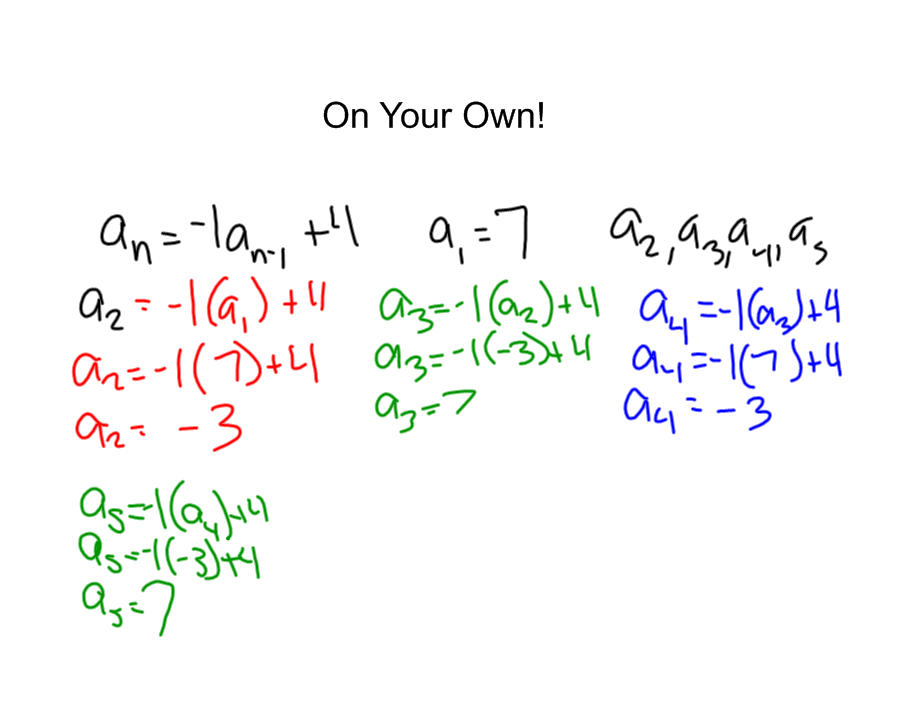 On Your Own!
aₙ = -1aₙ₋₁ + 4 a₁ = 7 a₂, a₃, a₄, a₅
a₂ = -1(a₁) + 4
a₂ = -1(7) + 4
a₂ = -3
a₃ = -1(a₂) + 4
a₃ = -1(-3) + 4
a₃ = 7
a₄ = -1(a₃) + 4
a₄ = -1(7) + 4
a₄ = -3
a₅ = -1(a₄) + 4
a₅ = -1(-3) + 4
a₅ = 7